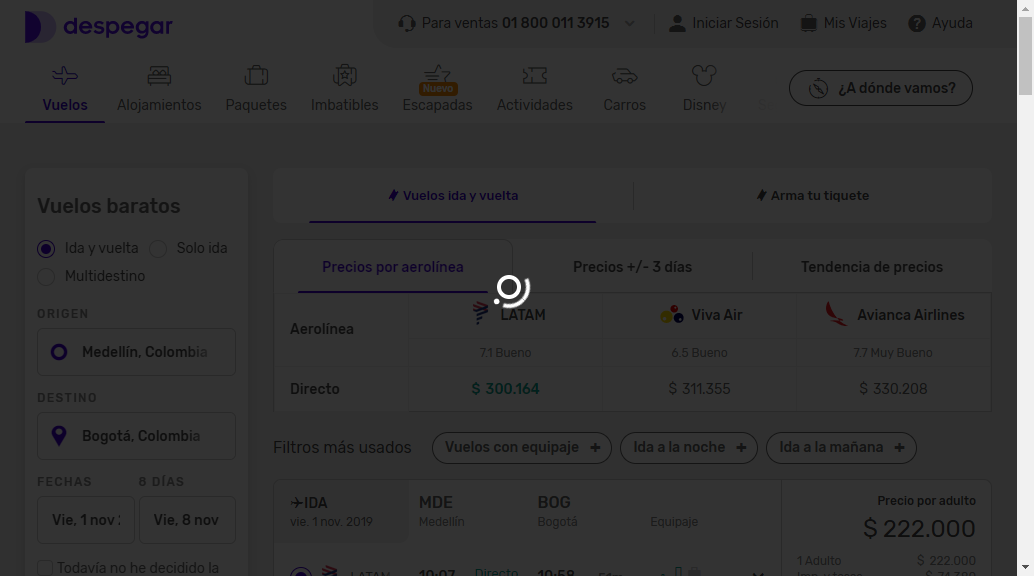 despegar
Para ventas 01 800 011 3915
Iniciar Sesión
Mis Viajes
Ayuda
Nuevo
Vuelos
Alojamientos
Paquetes
Imbatibles
Escapadas
Actividades
Carros
Disney
¿A dónde vamos?
Vuelos baratos
Ida y vuelta
Solo ida
Multidestino
ORIGEN
Medellín, Colombia
DESTINO
Bogotá, Colombia
FECHAS
8 DÍAS
Vie, 1 nov
Vie, 8 nov
Todavía no he decidido la
Vuelos ida y vuelta
Arma tu tiquete
Precios por aerolínea
Precios +/- 3 días
Tendencia de precios
Aerolínea
LATAM
Viva Air
Avianca Airlines
7.1 Bueno
6.5 Bueno
7.7 Muy Bueno
Directo
$ 300.164
$ 311.355
$ 330.208
Filtros más usados
Vuelos con equipaje +
Ida a la noche +
Ida a la mañana +
IDA
MDE
BOG
vie. 1 nov. 2019
Medellín
Bogotá
Equipaje
Precio por adulto
$ 222.000
1 Adulto
$ 222.000
LATAM
10:07
Directo
10:58
51m